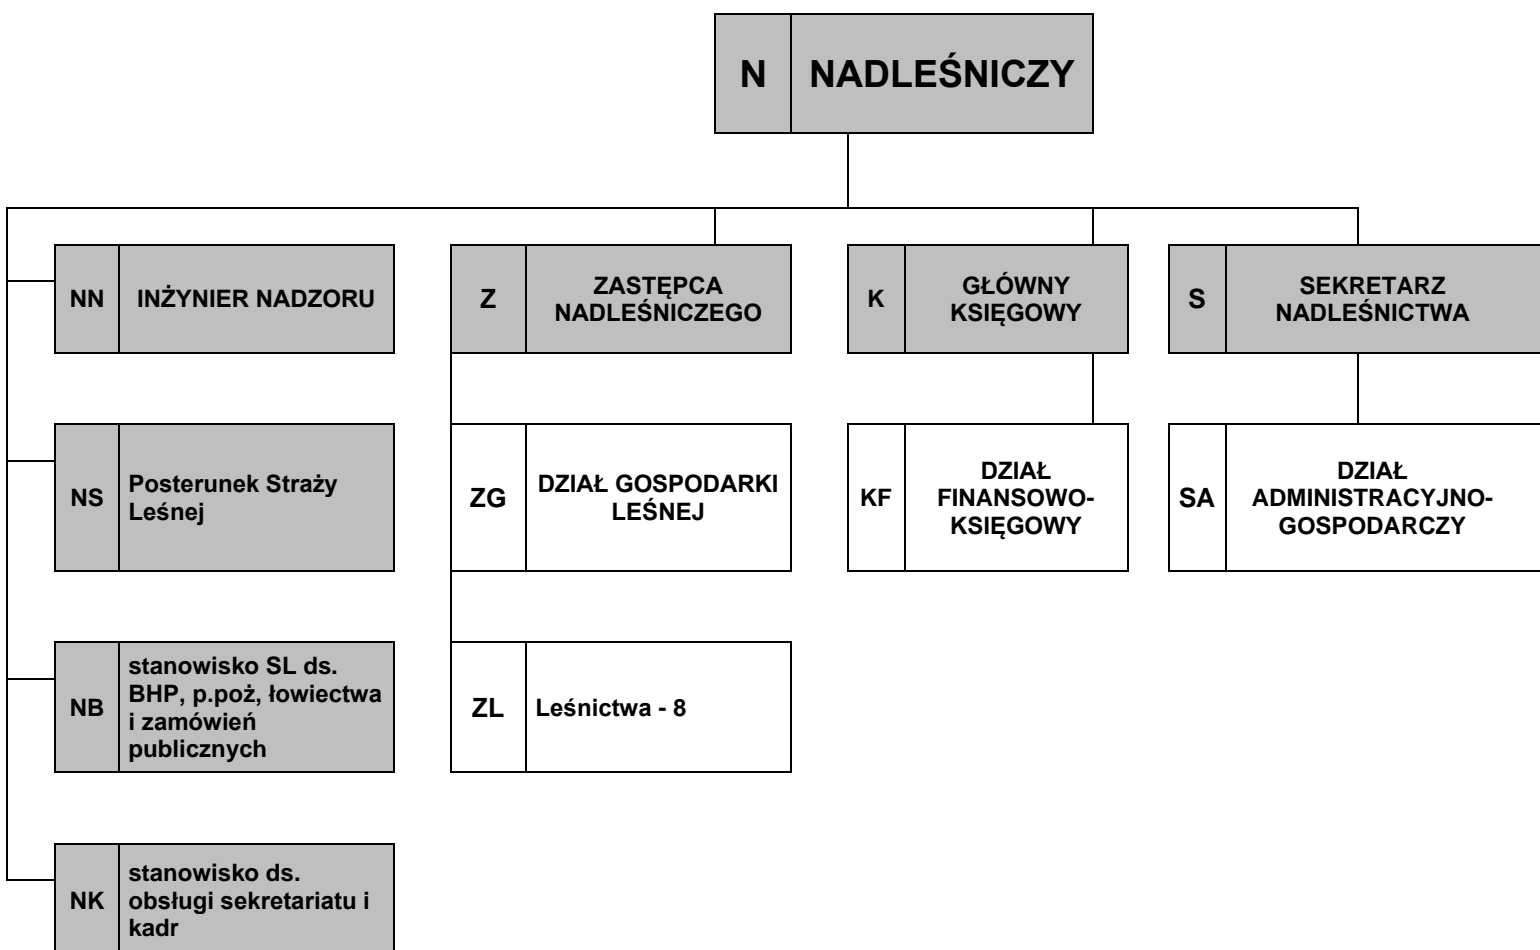 N NADLEŚNICZY
NN INŻYNIER NADZORU
Z ZASTĘPCA
NADLEŚNICZEGO
K GŁÓWNY
KSIĘGOWY
S SEKRETARZ
NADLEŚNICTWA
NS Posterunek Straży
Leśnej
ZG DZIAŁ GOSPODARKI
LEŚNEJ
KF DZIAŁ
FINANSOWO-
KSIĘGOWY
SA DZIAŁ
ADMINISTRACYJNO-
GOSPODARCZY
NB stanowisko SL ds.
BHP, p.poż, łowiectwa
i zamówień
publicznych
ZL Leśnictwa - 8
NK stanowisko ds.
obsługi sekretariatu i
kadr